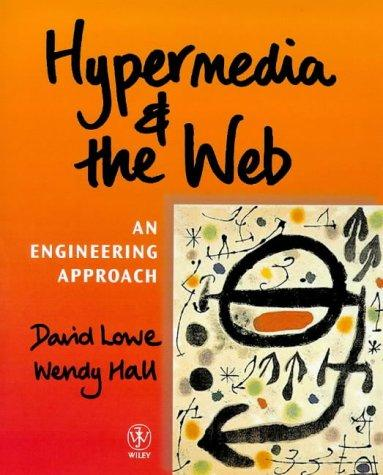 Hypermedia
&
the Web
AN
ENGINEERING
APPROACH
David Lowe
Wendy Hall
WILEY